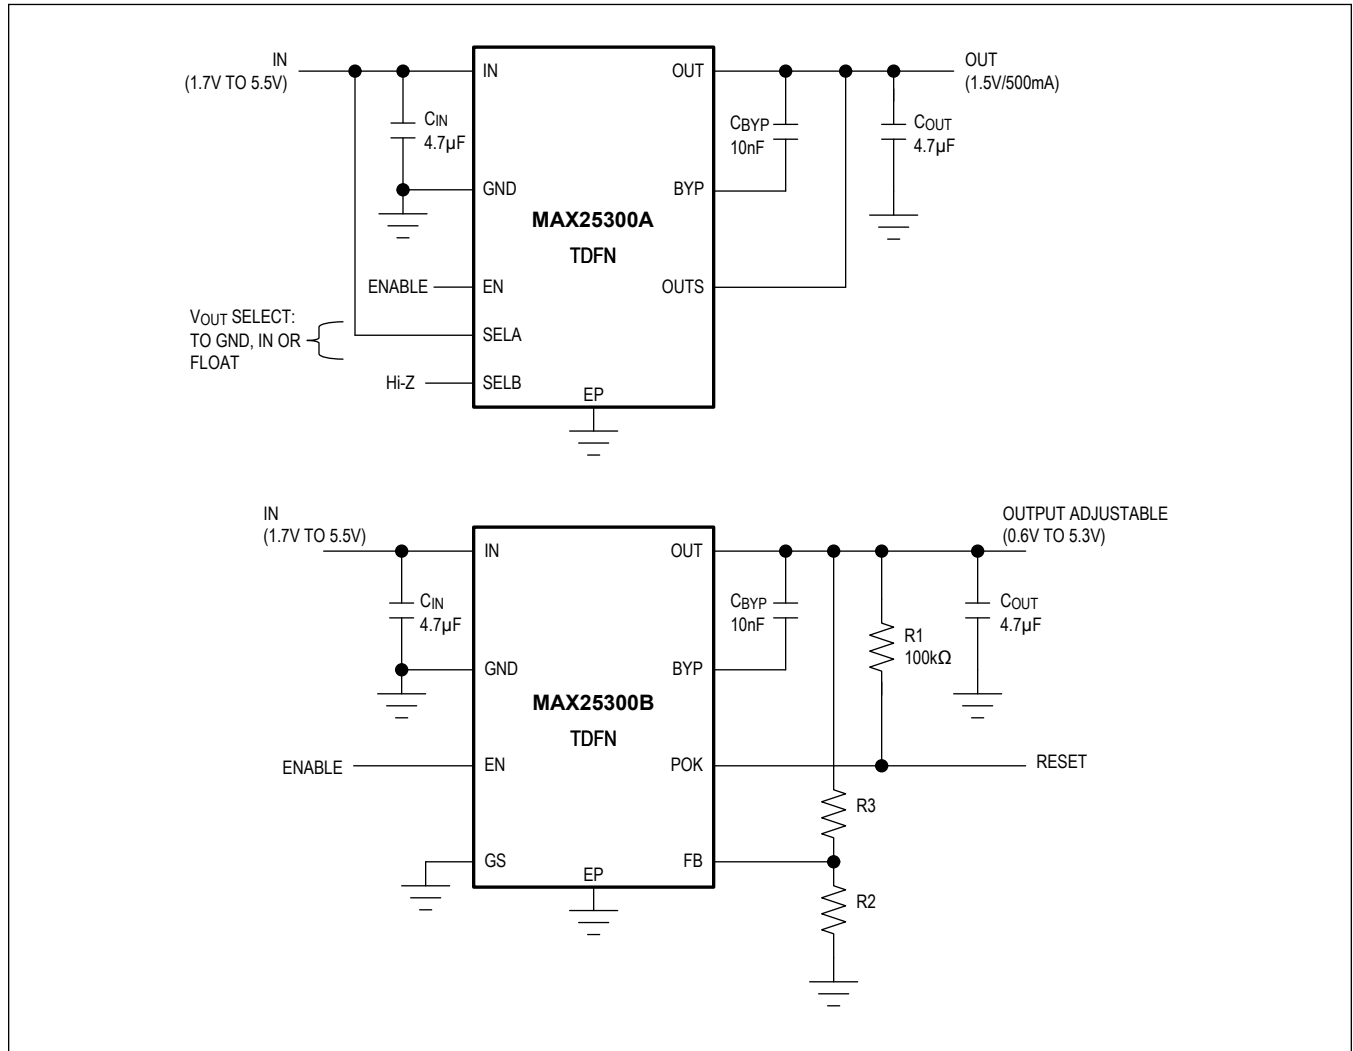 IN
(1.7V TO 5.5V)
IN
OUT
OUT
(1.5V/500mA)
CIN
4.7µF
CBYP
10nF
COUT
4.7µF
GND
BYP
MAX25300A
TDFN
ENABLE
EN
OUTS
VOUT SELECT:
TO GND, IN OR
FLOAT
SELA
Hi-Z
SELB
EP
IN
(1.7V TO 5.5V)
IN
OUT
OUTPUT ADJUSTABLE
(0.6V TO 5.3V)
CIN
4.7µF
CBYP
10nF
R1
100kΩ
COUT
4.7µF
GND
BYP
MAX25300B
TDFN
ENABLE
EN
POK
RESET
R3
GS
FB
EP
R2